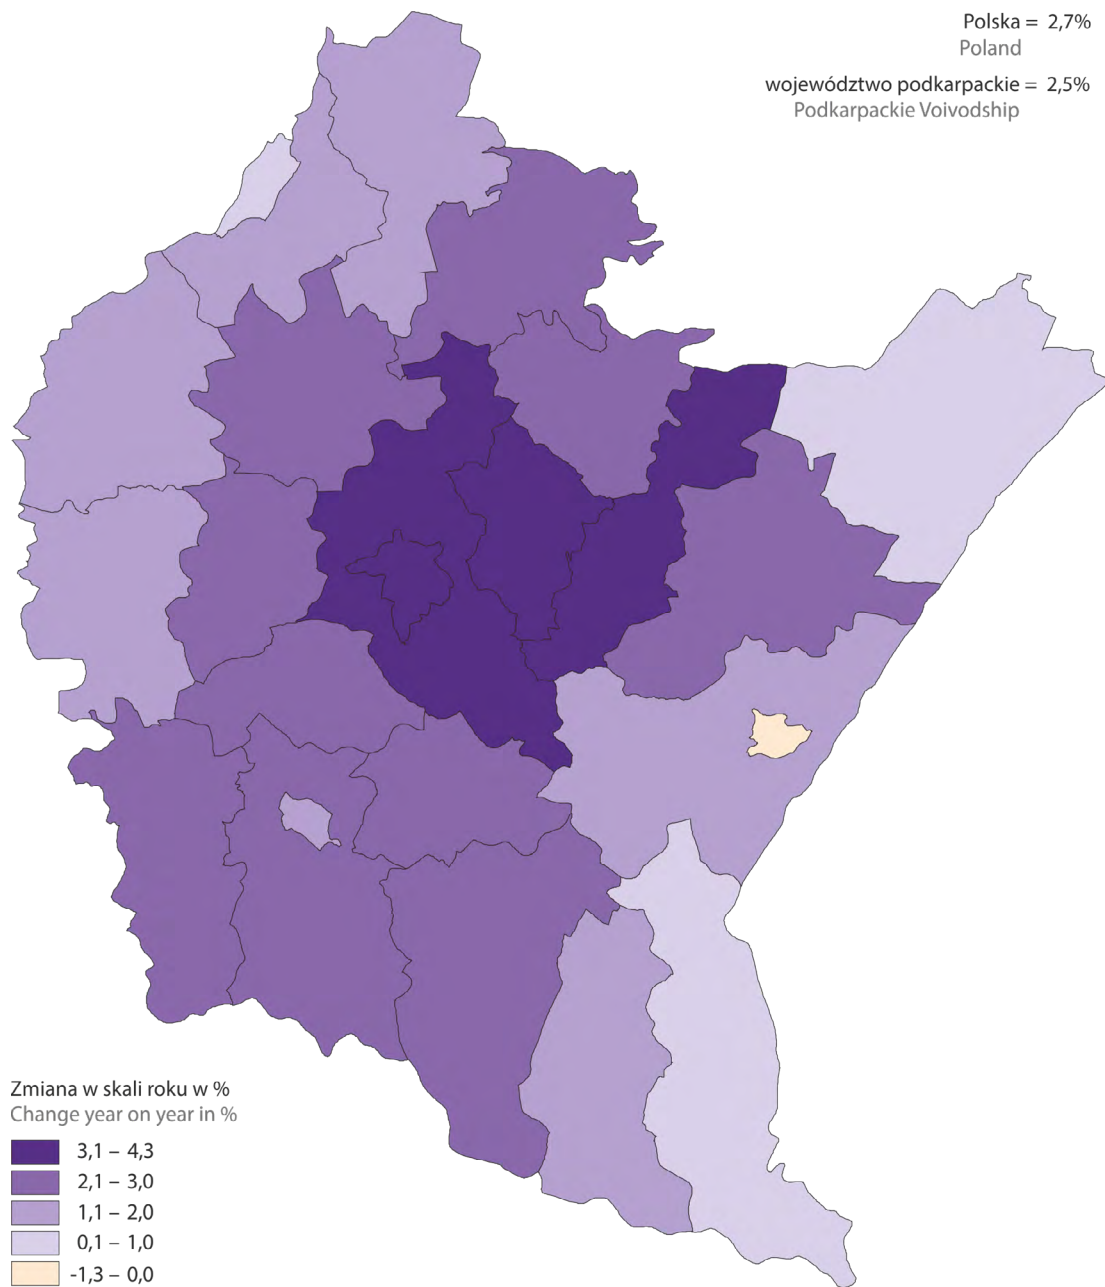 Polska = 2,7%
Poland
województwo podkarpackie = 2,5%
Podkarpackie Voivodship
Zmiana w skali roku w %
Change year on year in %
3,1 – 4,3
2,1 – 3,0
1,1 – 2,0
0,1 – 1,0
-1,3 – 0,0